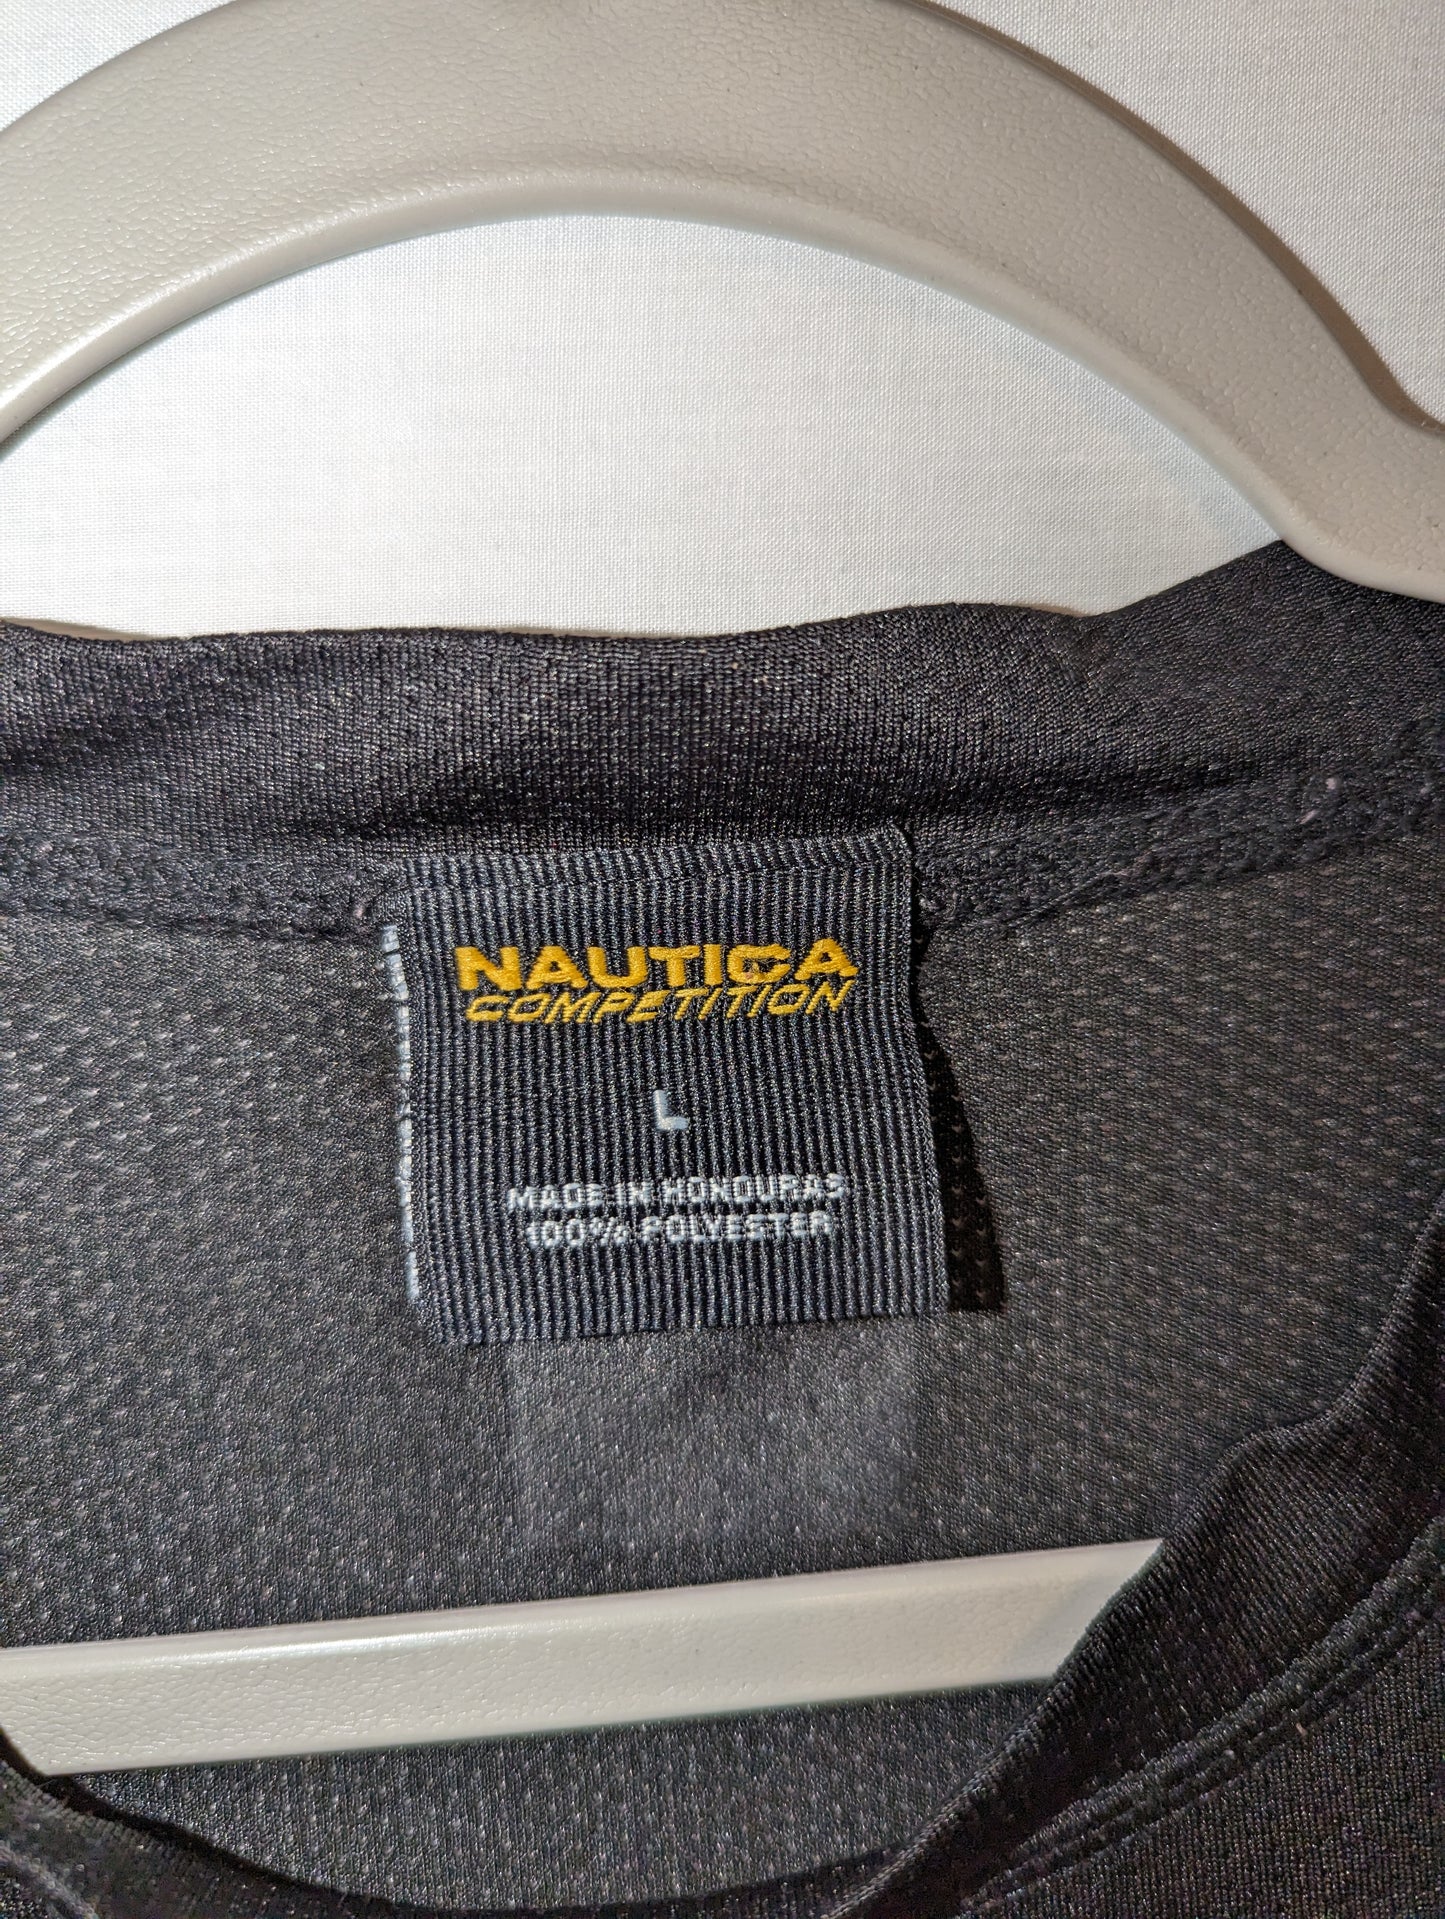 NAUTICA
COMPETITION
L
MADE IN HONDURAS
100% POLYESTER